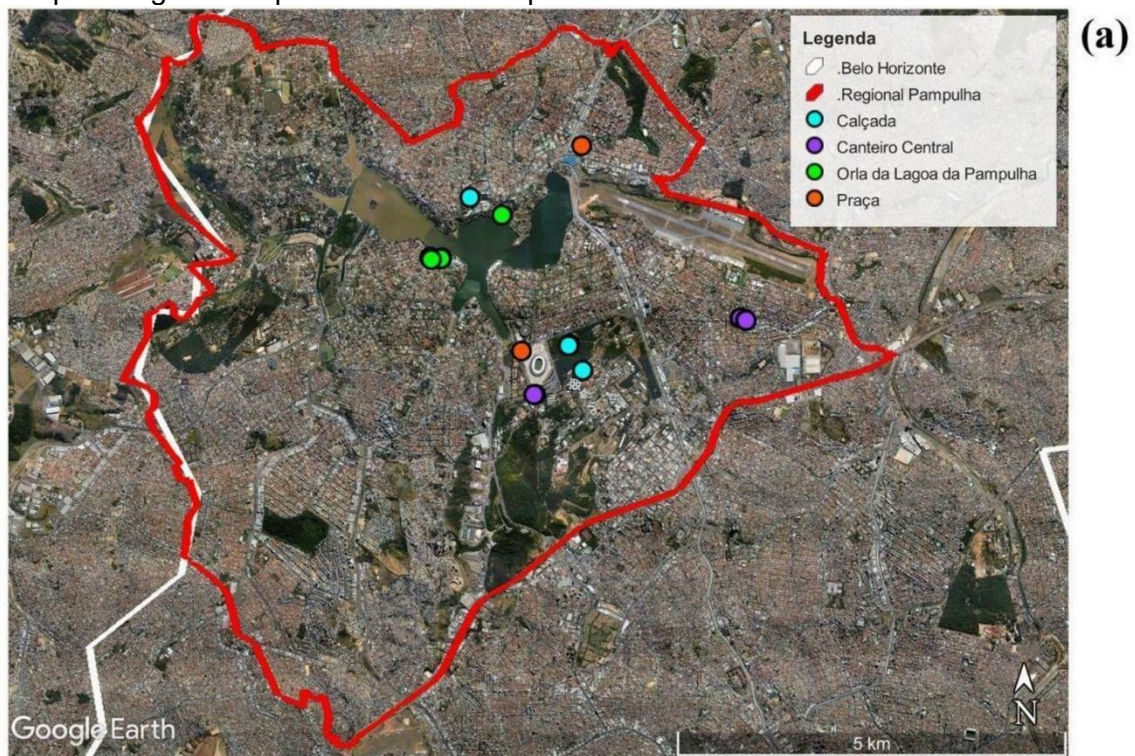 (a)
Legenda
.Belo Horizonte
.Regional Pampulha
Calçada
Canteiro Central
Orla da Lagoa da Pampulha
Praça
N
Google Earth
5 km